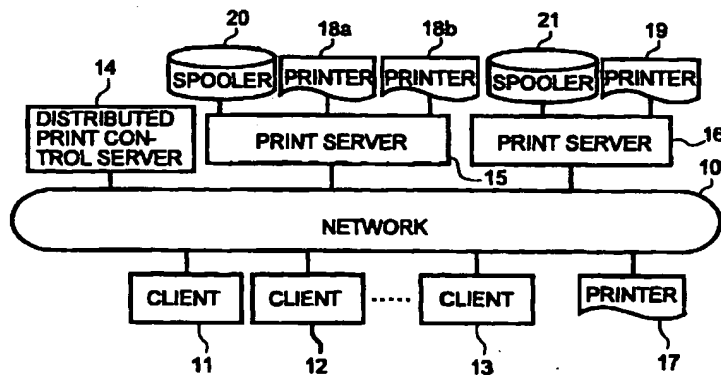 20
18a
18b
21
19
14
SPOOLER
PRINTER
PRINTER
SPOOLER
PRINTER
DISTRIBUTED
PRINT CON-
TROL SERVER
PRINT SERVER
PRINT SERVER
16
15
10
NETWORK
CLIENT
CLIENT
CLIENT
PRINTER
11
12
13
17